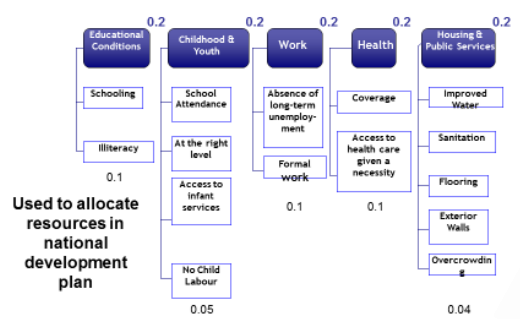 0.2
0.2
0.2
0.2
0.2
Educational
Conditions
Childhood &
Youth
Work
Health
Housing &
Public Services
Schooling
Illiteracy
0.1
School
Attendance
At the right
level
Access to
infant
services
No Child
Labour
0.05
Absence of
long-term
unemploy-
ment
Formal
work
0.1
Coverage
Access to
health care
given a
necessity
0.1
Improved
Water
Sanitation
Flooring
Exterior
Walls
Overcrowdin
g
0.04
Used to allocate
resources in
national
development
plan